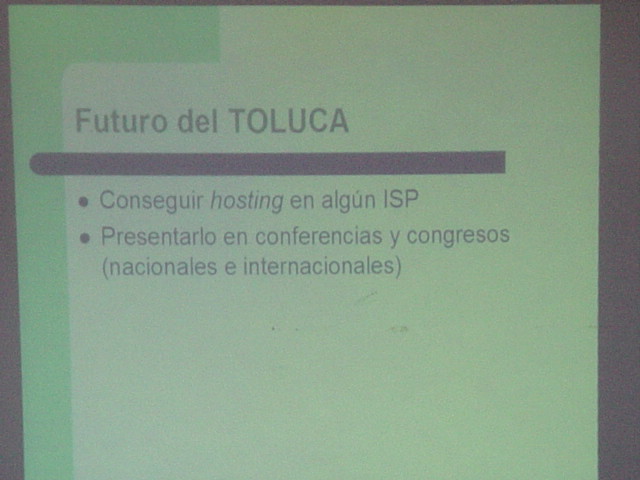 Futuro del TOLUCA
● Conseguir hosting en algún ISP
● Presentarlo en conferencias y congresos
(nacionales e internacionales)